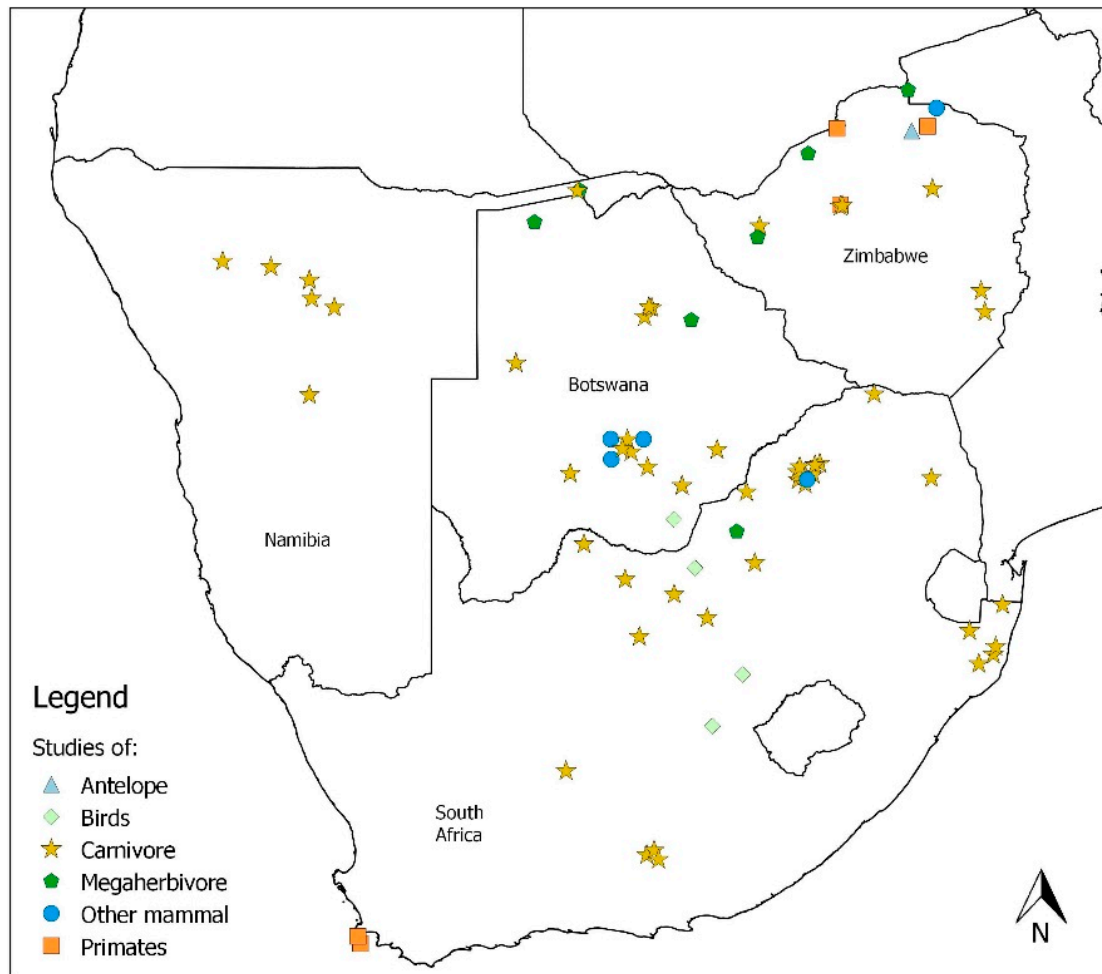 Zimbabwe
Botswana
Namibia
South
Africa
Legend
Studies of:
Antelope
Birds
Carnivore
Megaherbivore
Other mammal
Primates
N